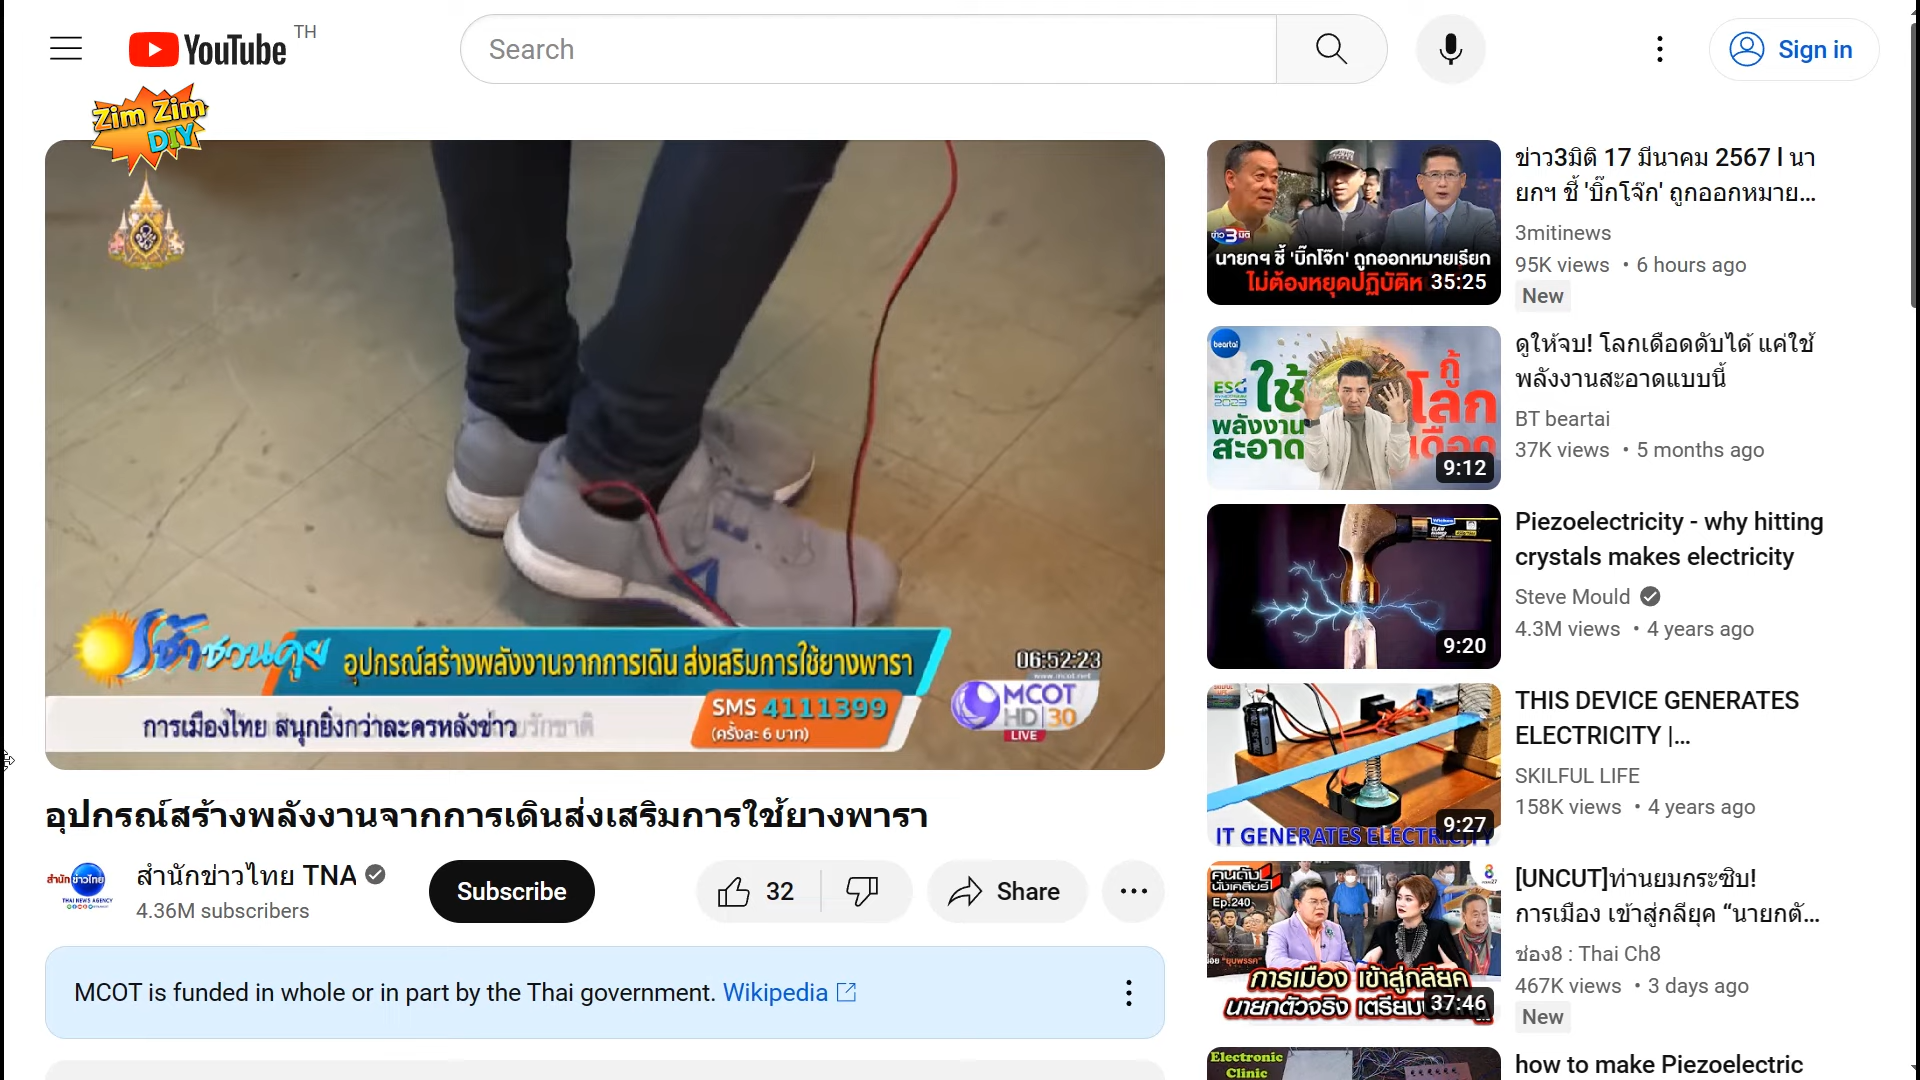 YouTube TH
Search
Sign in
Zim Zim
DIY
เช้าชวนคุย
อุปกรณ์สร้างพลังงานจากการเดิน ส่งเสริมการใช้ยางพารา
การเมืองไทย สนุกยิ่งกว่าละครหลังข่าว
SMS 4111399
(ครั้งละ 6 บาท)
06:52:23
www.mcot.net
MCOT
HD 30
LIVE
อุปกรณ์สร้างพลังงานจากการเดินส่งเสริมการใช้ยางพารา
สำนักข่าวไทย
THAI NEWS AGENCY
สำนักข่าวไทย TNA
4.36M subscribers
Subscribe
32
Share
MCOT is funded in whole or in part by the Thai government. Wikipedia
ข่าว3มิติ
นายกฯ ชี้ 'บิ๊กโจ๊ก' ถูกออกหมายเรียก
ไม่ต้องหยุดปฏิบัติห
35:25
ข่าว3มิติ 17 มีนาคม 2567 l นา
ยกฯ ชี้ 'บิ๊กโจ๊ก' ถูกออกหมาย...
3mitinews
95K views • 6 hours ago
New
beartai
ESG
2023
ใช้
พลังงาน
สะอาด
กู้
โลก
เดือด
9:12
ดูให้จบ! โลกเดือดดับได้ แค่ใช้
พลังงานสะอาดแบบนี้
BT beartai
37K views • 5 months ago
9:20
Piezoelectricity - why hitting
crystals makes electricity
Steve Mould
4.3M views • 4 years ago
SKILFUL LIFE
IT GENERATES ELECTRICITY
9:27
THIS DEVICE GENERATES
ELECTRICITY |...
SKILFUL LIFE
158K views • 4 years ago
คนดัง
นั่งเคลียร์
Ep.240
8
การเมือง เข้าสู่กลียุค
นายกตัวจริง เตรียม
37:46
[UNCUT]ท่านยมกระซิบ!
การเมือง เข้าสู่กลียุค “นายกตั...
ช่อง8 : Thai Ch8
467K views • 3 days ago
New
Electronic
Clinic
how to make Piezoelectric